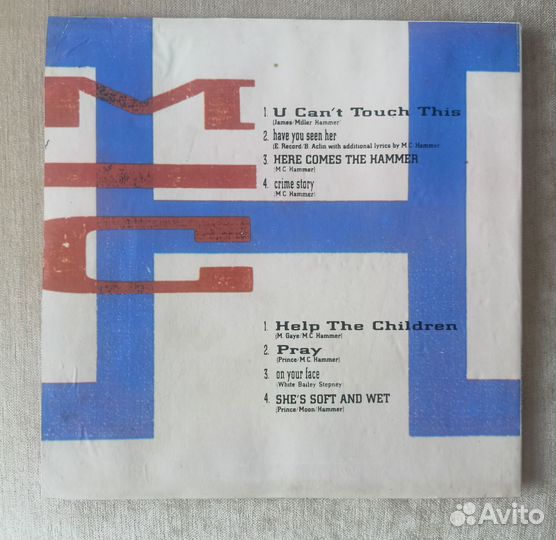 MC
1. U Can't Touch This
(James/Miller Hammer)
2. have you seen her
(E. Record/B. Aclin with additional lyrics by M.C. Hammer
3. HERE COMES THE HAMMER
(M.C. Hammer)
4. crime story
(M.C. Hammer)
1. Help The Children
(M. Gaye/M.C. Hammer)
2. Pray
(Prince/M.C. Hammer)
3. on your face
(White Bailey Stepney
4. SHE'S SOFT AND WET
(Prince/Moon/Hammer)
Avito